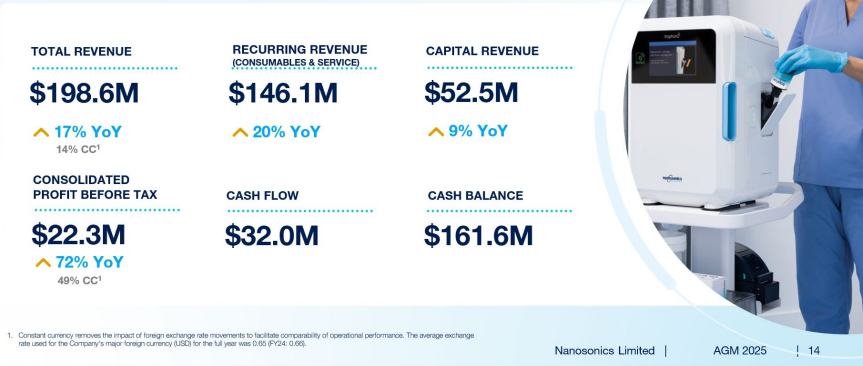 TOTAL REVENUE
$198.6M
17% YoY
14% CC¹
RECURRING REVENUE
(CONSUMABLES & SERVICE)
$146.1M
20% YoY
CAPITAL REVENUE
$52.5M
9% YoY
CONSOLIDATED
PROFIT BEFORE TAX
$22.3M
72% YoY
49% CC¹
CASH FLOW
$32.0M
CASH BALANCE
$161.6M
trophon²
nanosonics
1. Constant currency removes the impact of foreign exchange rate movements to facilitate comparability of operational performance. The average exchange
rate used for the Company's major foreign currency (USD) for the full year was 0.65 (FY24: 0.66).
Nanosonics Limited | AGM 2025 | 14